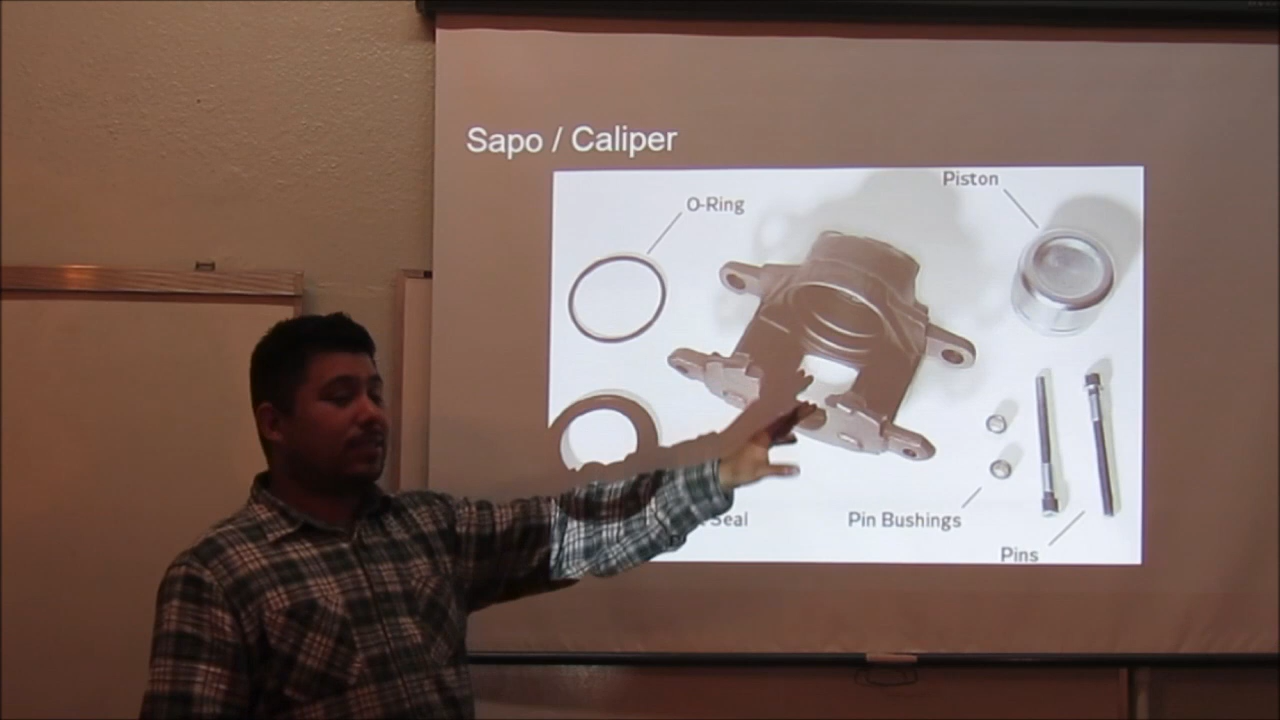 Sapo / Caliper
Piston
O-Ring
Seal
Pin Bushings
Pins